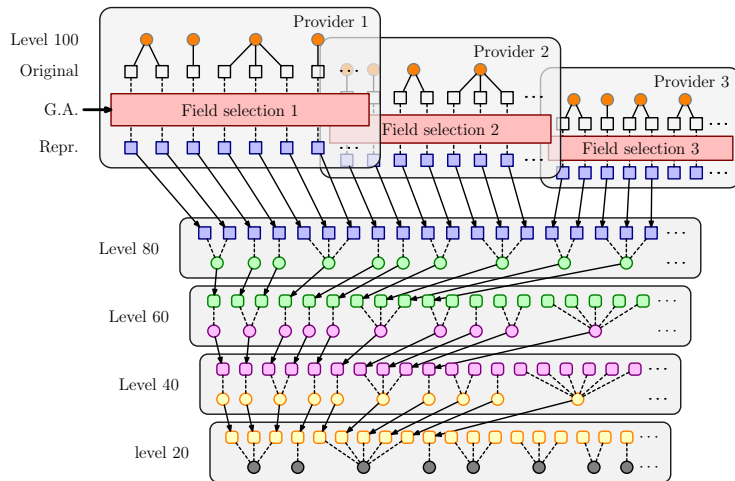 Provider 1
Level 100
Provider 2
Original
...
Provider 3
G.A.
Field selection 1
...
...
Field selection 2
Repr.
...
Field selection 3
...
...
...
Level 80
...
...
Level 60
...
...
Level 40
...
...
level 20
...
...